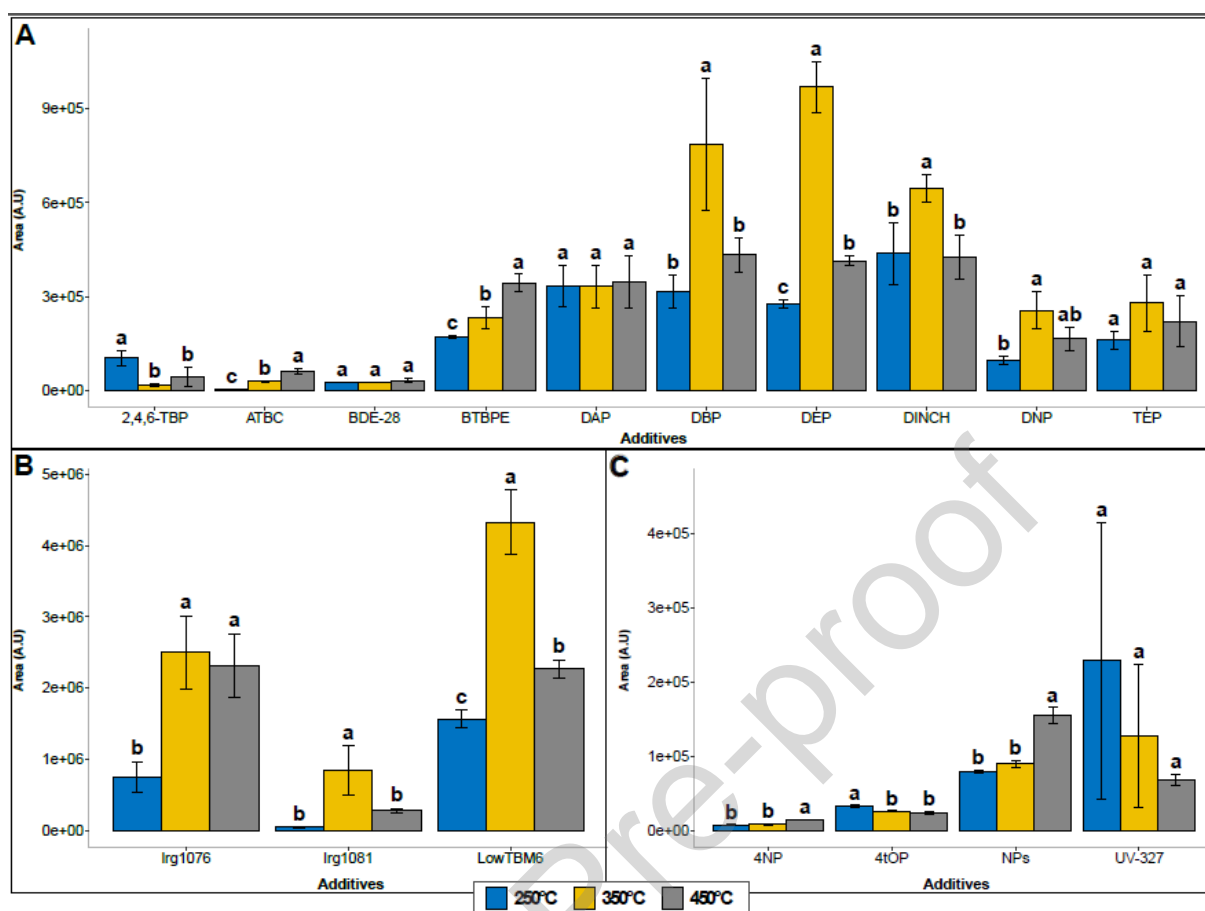 A
a
a
a
9e+05
6e+05
3e+05
0e+00
Area (A.U)
a b b
c b a
a a a
c b a
a a a
b a b
c a b
b a b
b a ab
a a a
2,4,6-TBP ATBC BDE-28 BTBPE DAP DBP DEP DINCH DNP TEP
Additives
B
5e+06
4e+06
3e+06
2e+06
1e+06
0e+00
Area (A.U)
b a a
b a b
c a b
Irg1076 Irg1081 LowTBM6
Additives
C
4e+05
3e+05
2e+05
1e+05
0e+00
Area (A.U)
b b a
a b b
b b a
a a a
4NP 4tOP NPs UV-327
Additives
250°C 350°C 450°C
Pre-proof